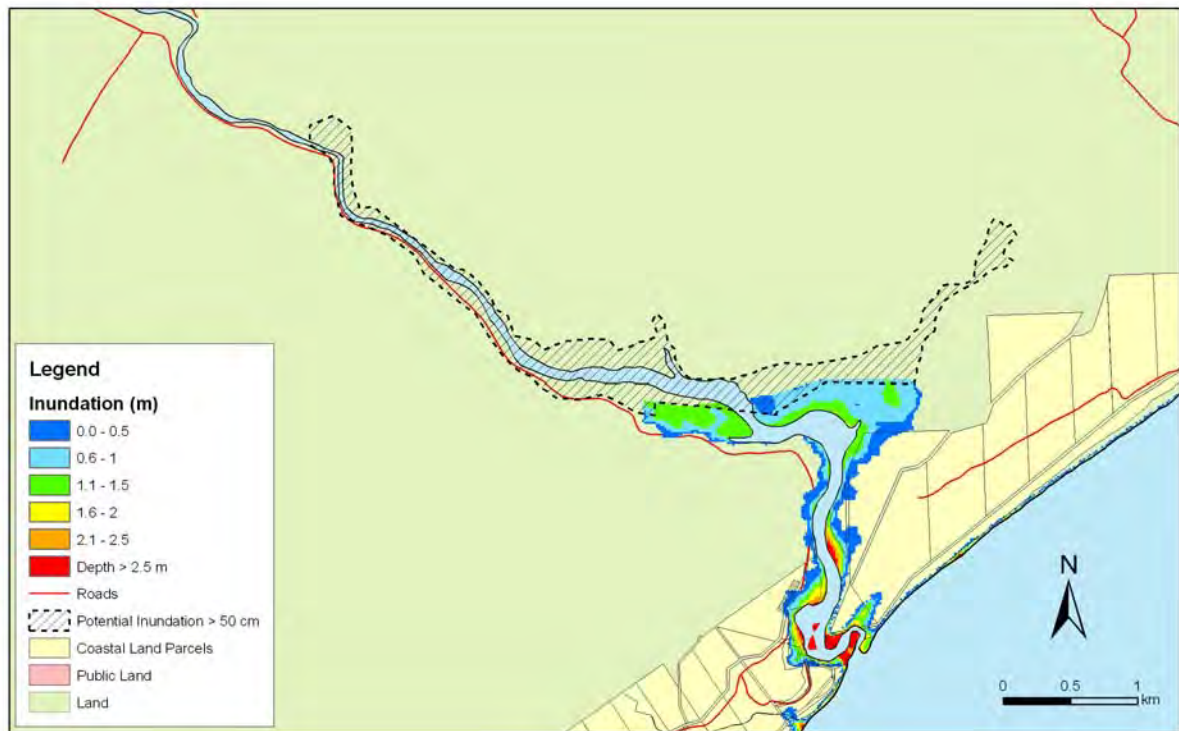 Legend
Inundation (m)
0.0 - 0.5
0.6 - 1
1.1 - 1.5
1.6 - 2
2.1 - 2.5
Depth > 2.5 m
Roads
Potential Inundation > 50 cm
Coastal Land Parcels
Public Land
Land
N
0 0.5 1
km